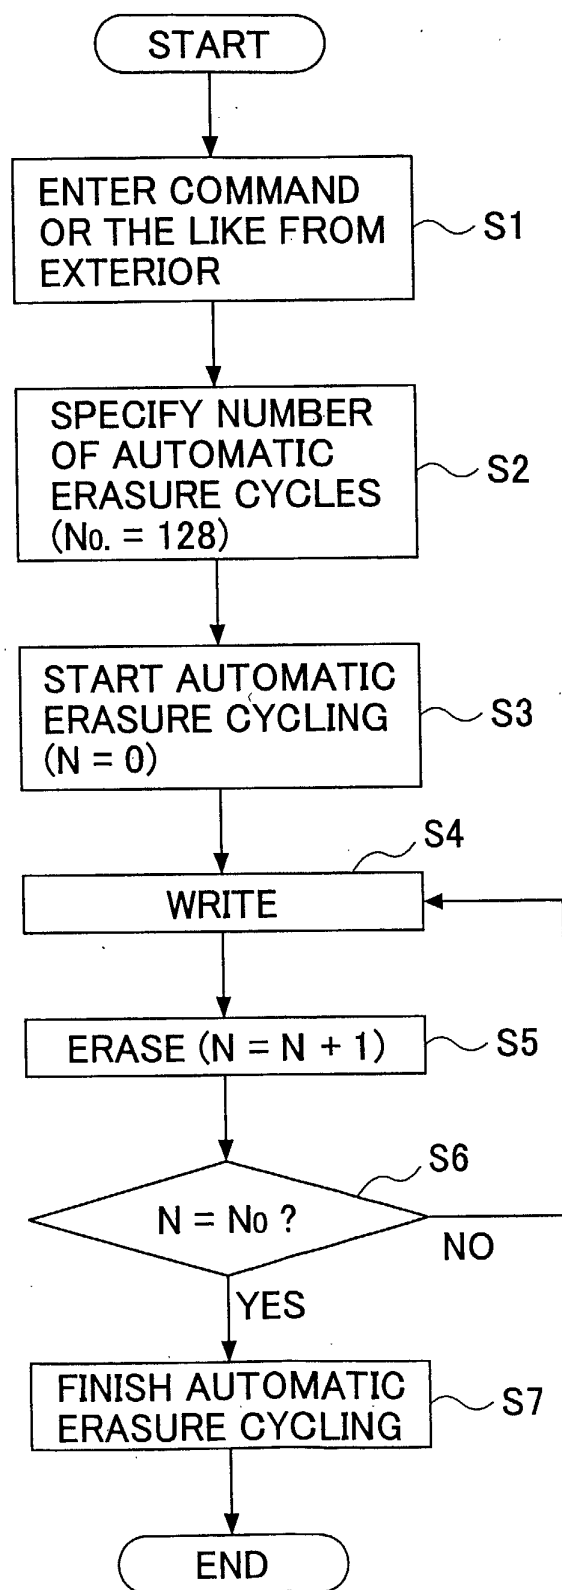 START
ENTER COMMAND
OR THE LIKE FROM
EXTERIOR
S1
SPECIFY NUMBER
OF AUTOMATIC
ERASURE CYCLES
(No. = 128)
S2
START AUTOMATIC
ERASURE CYCLING
(N = 0)
S3
S4
WRITE
ERASE (N = N + 1)
S5
S6
N = No ?
NO
YES
FINISH AUTOMATIC
ERASURE CYCLING
S7
END